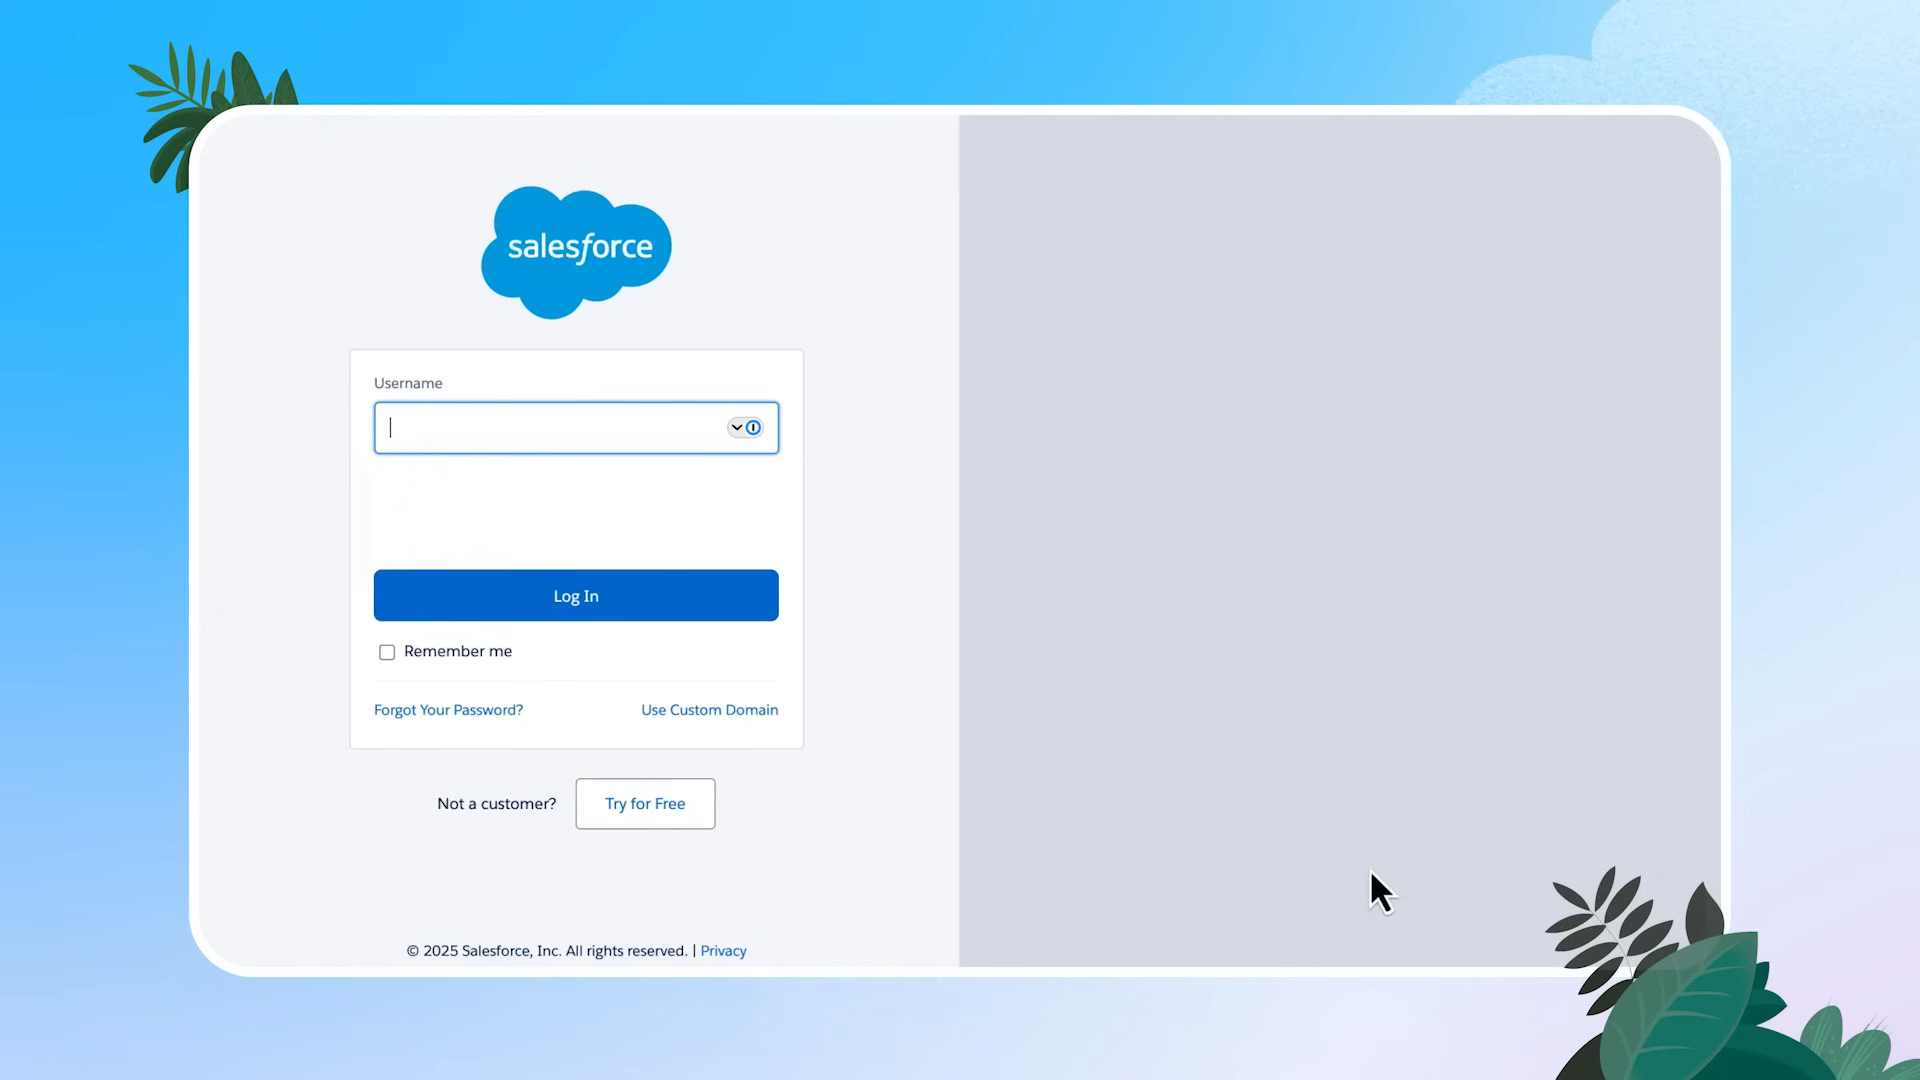 salesforce
Username
Log In
Remember me
Forgot Your Password?
Use Custom Domain
Not a customer?
Try for Free
© 2025 Salesforce, Inc. All rights reserved. | Privacy